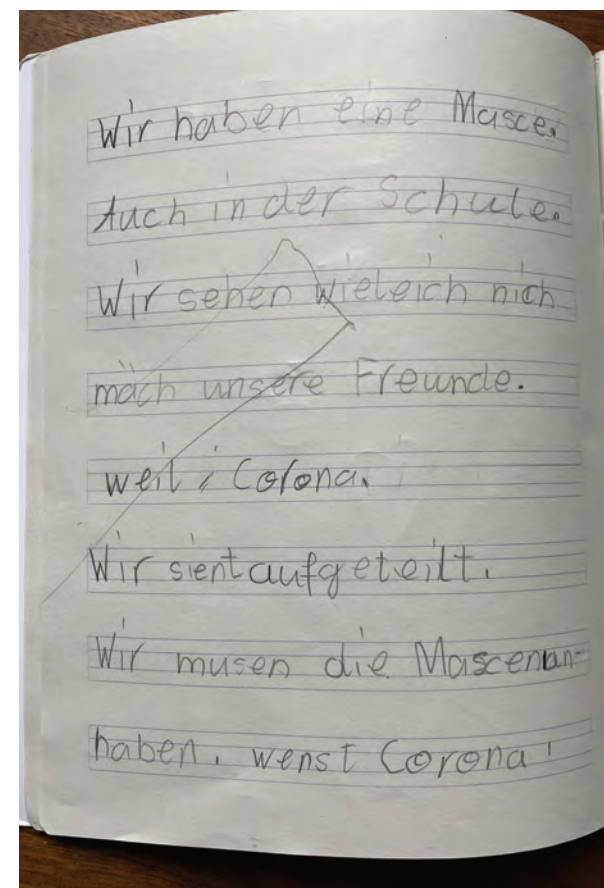 Wir haben eine Masce.
Auch in der Schule.
Wir sehen wieleich nich
mäch unsere Freunde.
weil, Corona.
Wir sient aufgeteilt.
Wir musen die Mascenan-
haben, wenst Corona!